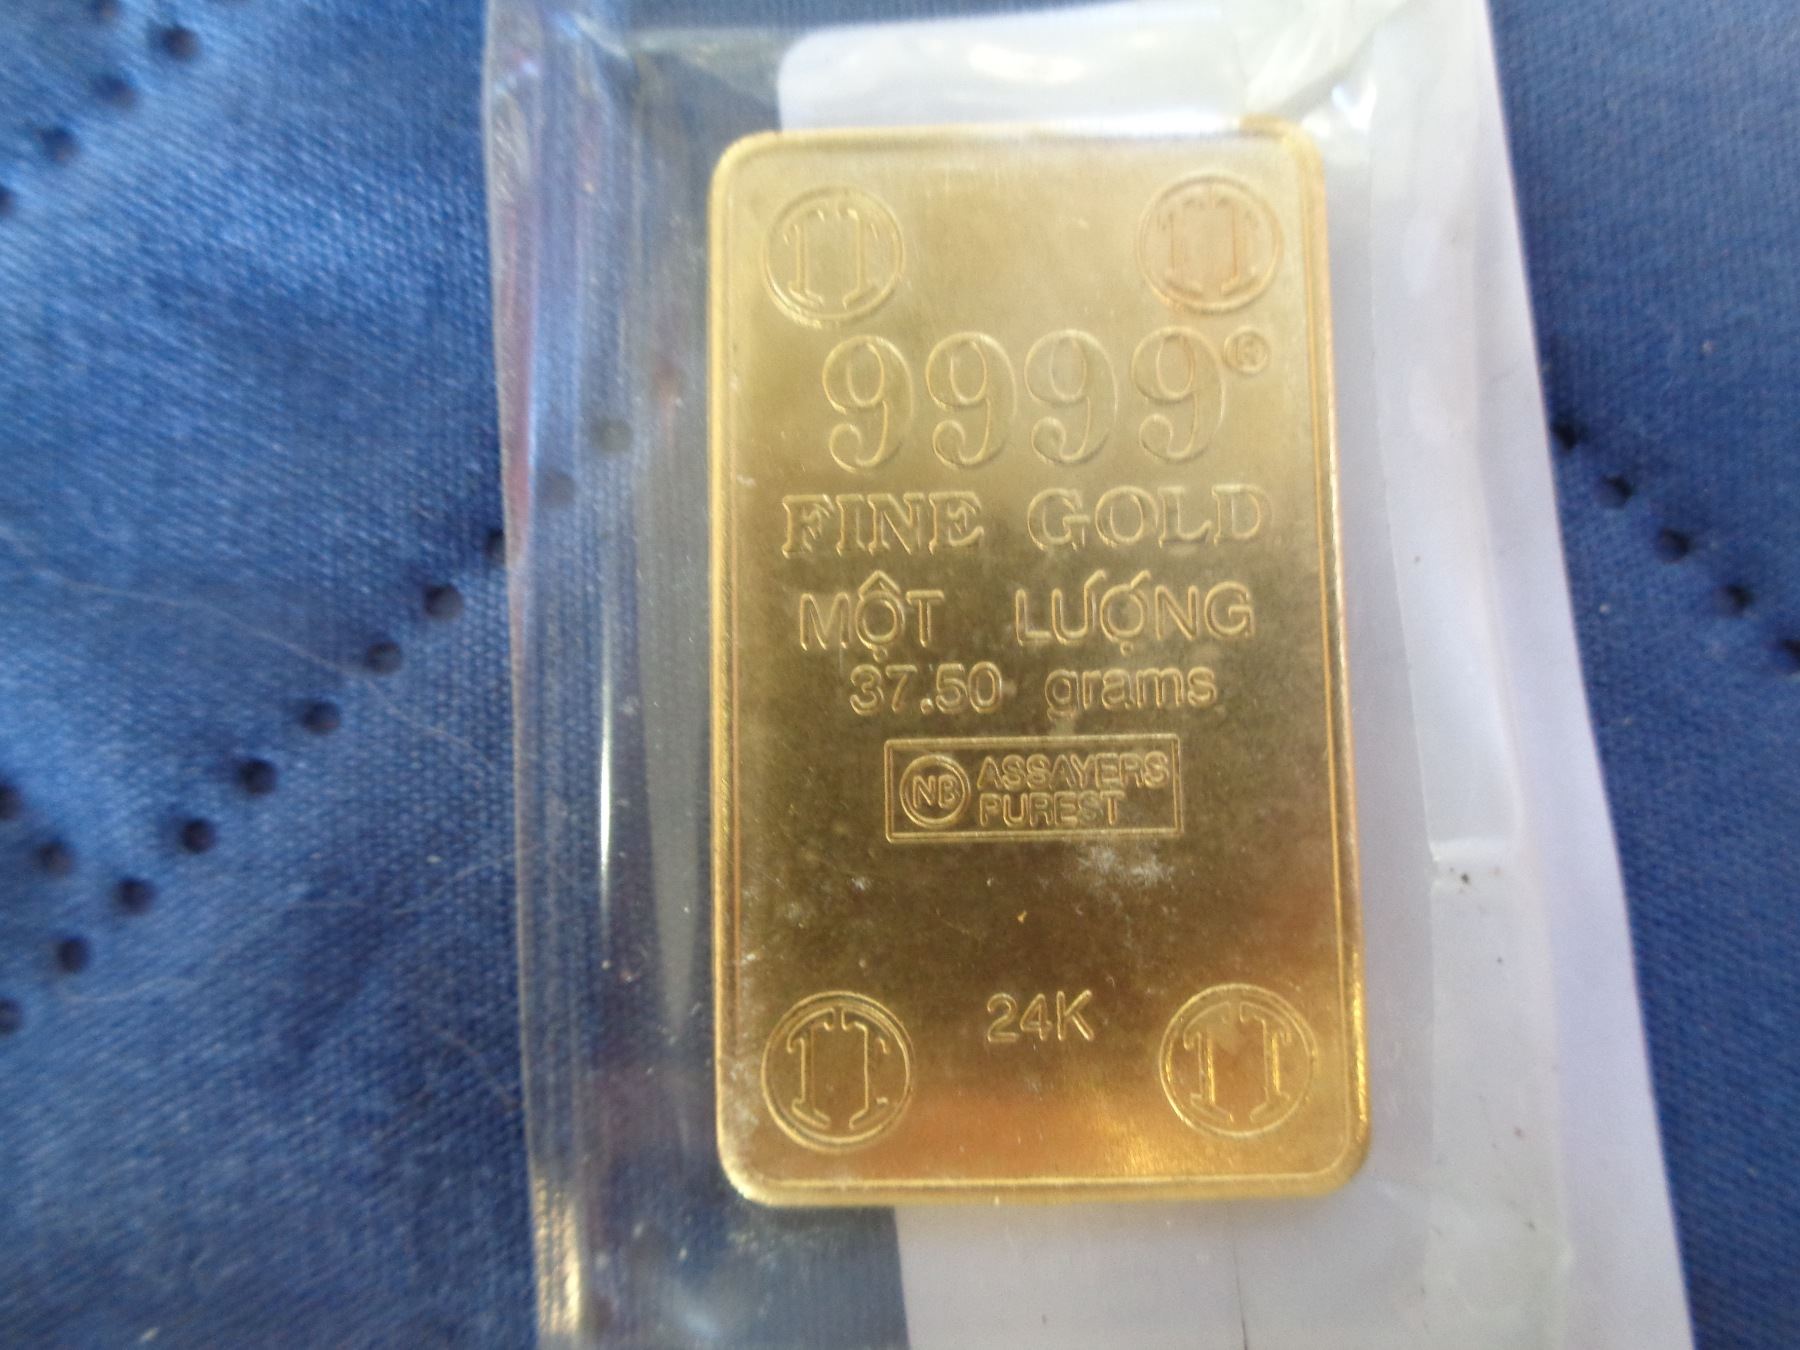 9999®
FINE GOLD
MỘT LƯỢNG
37.50 grams
NB ASSAYERS
PUREST
24K